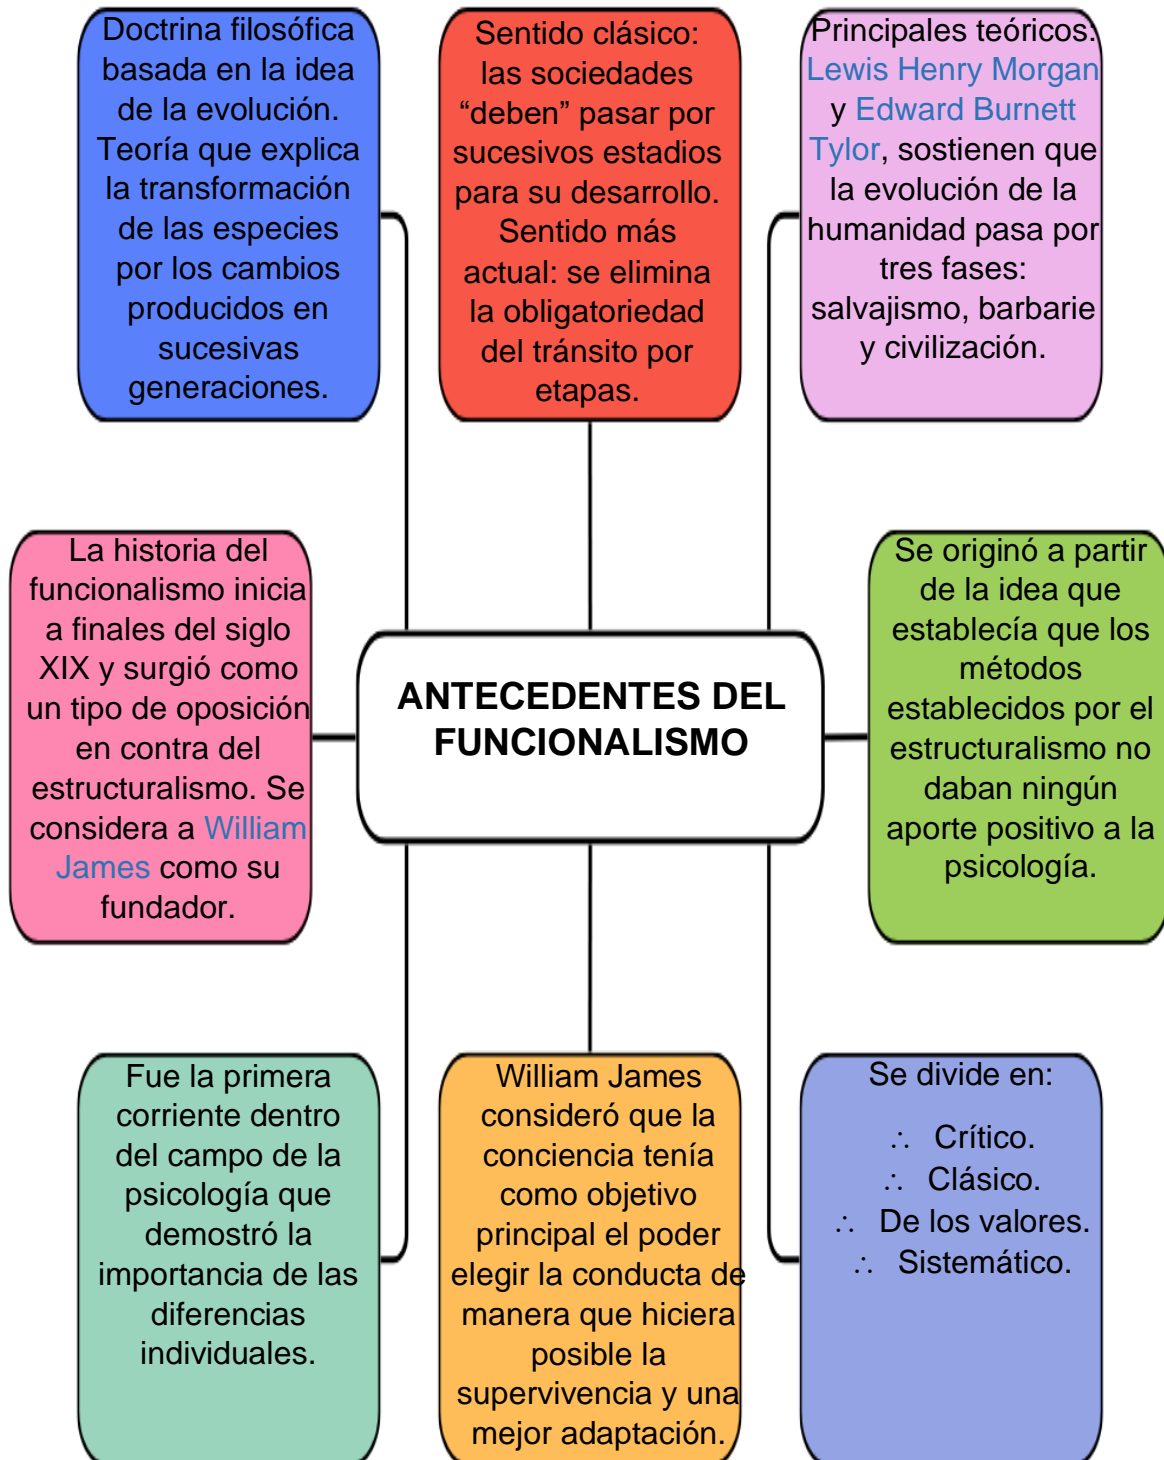 Doctrina filosófica
basada en la idea
de la evolución.
Teoría que explica
la transformación
de las especies
por los cambios
producidos en
sucesivas
generaciones.
Sentido clásico:
las sociedades
“deben” pasar por
sucesivos estadios
para su desarrollo.
Sentido más
actual: se elimina
la obligatoriedad
del tránsito por
etapas.
Principales teóricos:
Lewis Henry Morgan
y Edward Burnett
Tylor, sostienen que
la evolución de la
humanidad pasa por
tres fases:
salvajismo, barbarie
y civilización.
La historia del
funcionalismo inicia
a finales del siglo
XIX y surgió como
un tipo de oposición
en contra del
estructuralismo. Se
considera a William
James como su
fundador.
ANTECEDENTES DEL
FUNCIONALISMO
Se originó a partir
de la idea que
establecía que los
métodos
establecidos por el
estructuralismo no
daban ningún
aporte positivo a la
psicología.
Fue la primera
corriente dentro
del campo de la
psicología que
demostró la
importancia de las
diferencias
individuales.
William James
consideró que la
conciencia tenía
como objetivo
principal el poder
elegir la conducta de
manera que hiciera
posible la
supervivencia y una
mejor adaptación.
Se divide en:
∴ Crítico.
∴ Clásico.
∴ De los valores.
∴ Sistemático.